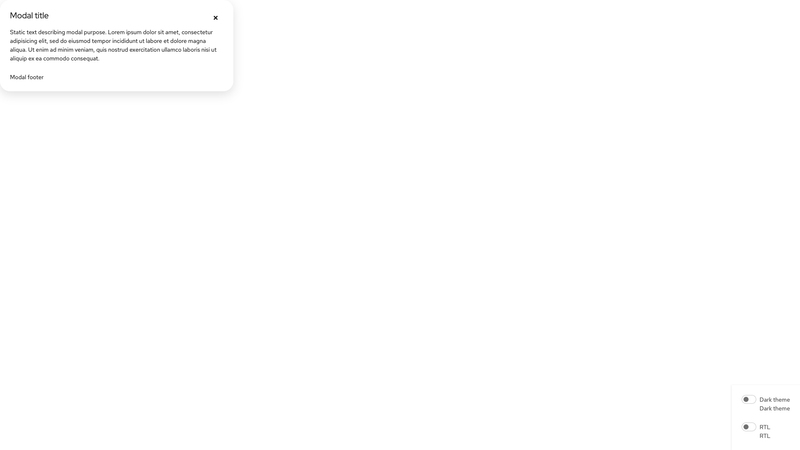 Modal title
Static text describing modal purpose. Lorem ipsum dolor sit amet, consectetur
adipisicing elit, sed do eiusmod tempor incididunt ut labore et dolore magna
aliqua. Ut enim ad minim veniam, quis nostrud exercitation ullamco laboris nisi ut
aliquip ex ea commodo consequat.
Modal footer
Dark theme
Dark theme
RTL
RTL